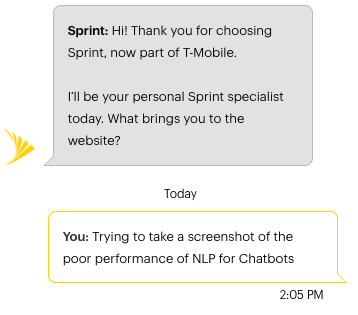 Sprint: Hi! Thank you for choosing
Sprint, now part of T-Mobile.
I'll be your personal Sprint specialist
today. What brings you to the
website?
Today
You: Trying to take a screenshot of the
poor performance of NLP for Chatbots
2:05 PM